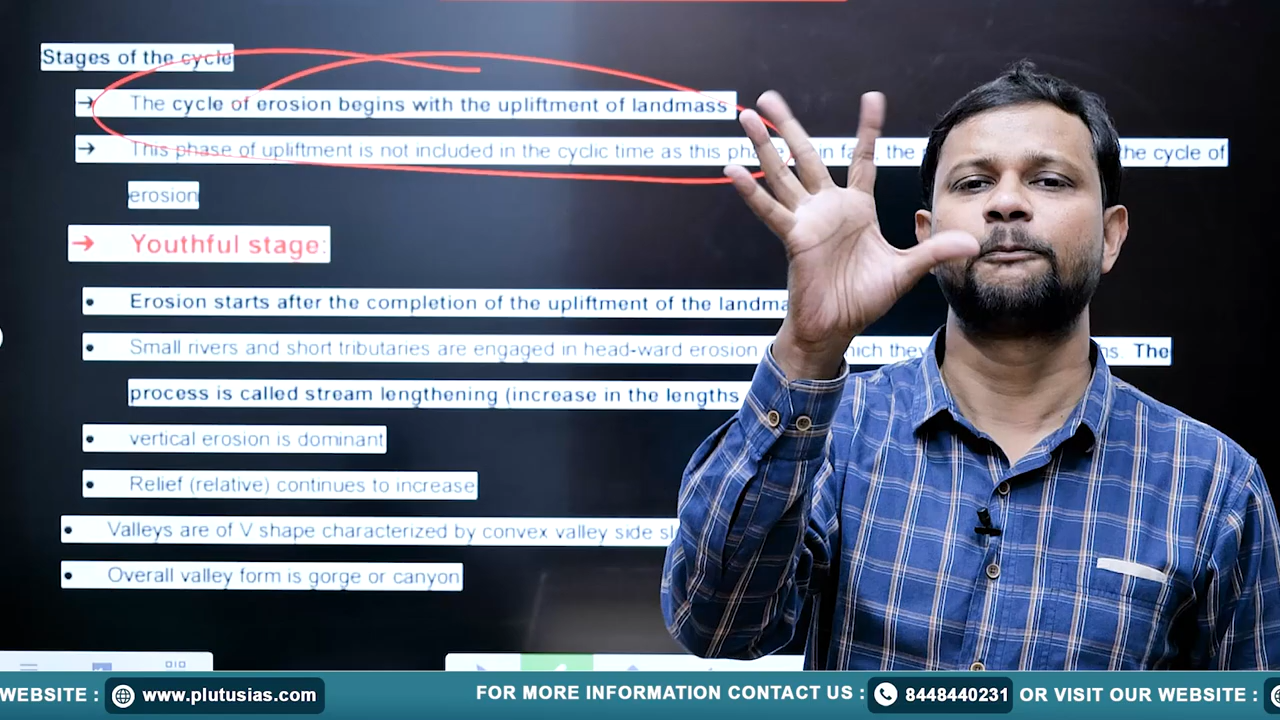 Stages of the cycle
→ The cycle of erosion begins with the upliftment of landmass
→ This phase of upliftment is not included in the cyclic time as this in fact, the the cycle of
erosion
→ Youthful stage:
• Erosion starts after the completion of the upliftment of the
• Small rivers and short tributaries are engaged in head-ward erosion The
process is called stream lengthening (increase in the lengths
• vertical erosion is dominant
• Relief (relative) continues to increase
• Valleys are of V shape characterized by convex valley side
• Overall valley form is gorge or canyon
WEBSITE : www.plutusias.com FOR MORE INFORMATION CONTACT US : 8448440231 OR VISIT OUR WEBSITE :